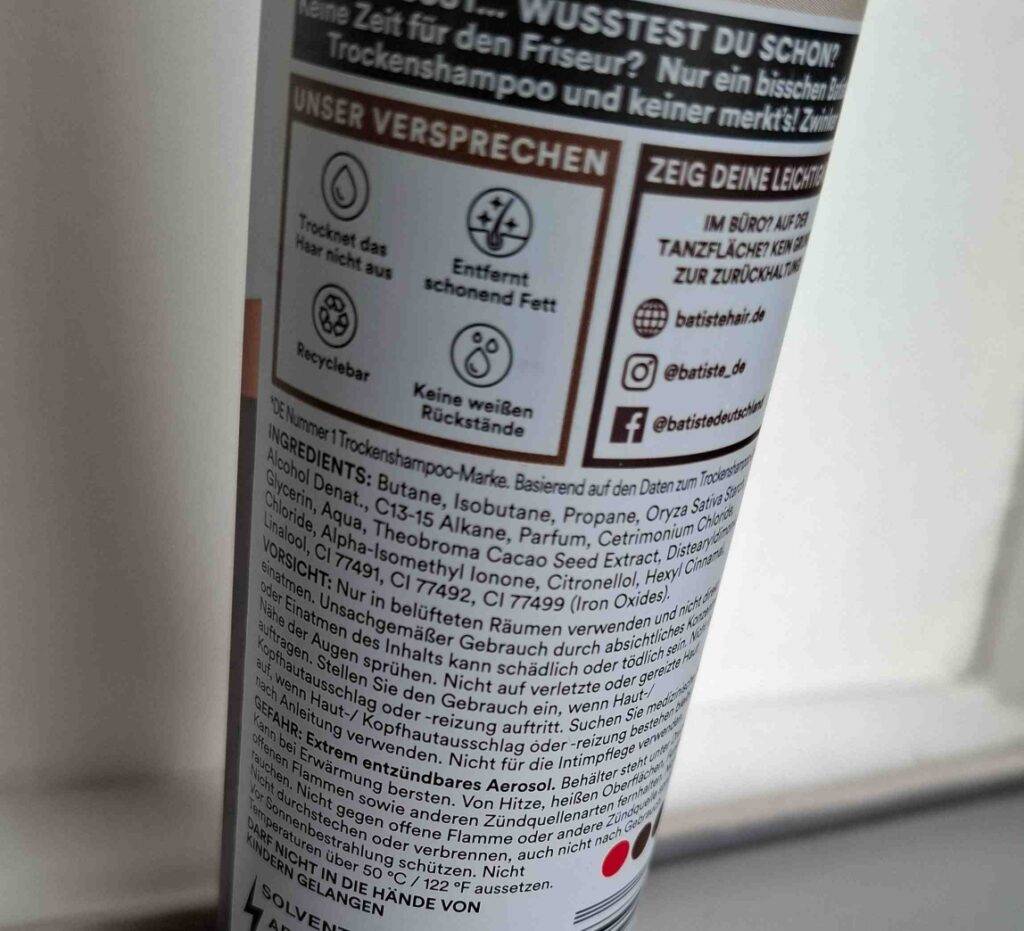 WUSSTEST DU SCHON?
Keine Zeit für den Friseur? Nur ein bisschen
Trockenshampoo und keiner merkt's!
UNSER VERSPRECHEN
Trocknet das
Haar nicht aus
Entfernt
schonend Fett
Recyclebar
Keine weißen
Rückstände
ZEIG DEINE
IM BÜRO? AUF DER
TANZFLÄCHE? KEIN
ZUR
batistehair.de
@batiste_de
@batistedeutschland
*DE Nummer 1 Trockenshampoo-Marke. Basierend auf den Daten zum
INGREDIENTS: Butane, Isobutane, Propane, Oryza Sativa Starch,
Alcohol Denat., C13-15 Alkane, Parfum, Cetrimonium Chloride,
Glycerin, Aqua, Theobroma Cacao Seed Extract,
Chloride, Alpha-Isomethyl Ionone, Citronellol, Hexyl
Linalool, CI 77491, CI 77492, CI 77499 (Iron Oxides).
VORSICHT: Nur in belüfteten Räumen verwenden und nicht
einatmen. Unsachgemäßer Gebrauch durch absichtliches
oder Einatmen des Inhalts kann schädlich oder tödlich sein.
Nähe der Augen sprühen. Nicht auf verletzte oder gereizte Haut
auftragen. Stellen Sie den Gebrauch ein, wenn Haut-/
Kopfhautausschlag oder -reizung auftritt. Suchen Sie
auf, wenn Haut-/ Kopfhautausschlag oder -reizung bestehen
nach Anleitung verwenden. Nicht für die Intimpflege
GEFAHR: Extrem entzündbares Aerosol. Behälter steht unter
Kann bei Erwärmung bersten. Von Hitze, heißen Oberflächen,
offenen Flammen sowie anderen Zündquellenarten fernhalten.
rauchen. Nicht gegen offene Flamme oder andere Zündquelle
Nicht durchstechen oder verbrennen, auch nicht nach
Vor Sonnenbestrahlung schützen. Nicht
Temperaturen über 50 °C / 122 °F aussetzen.
DARF NICHT IN DIE HÄNDE VON
KINDERN GELANGEN